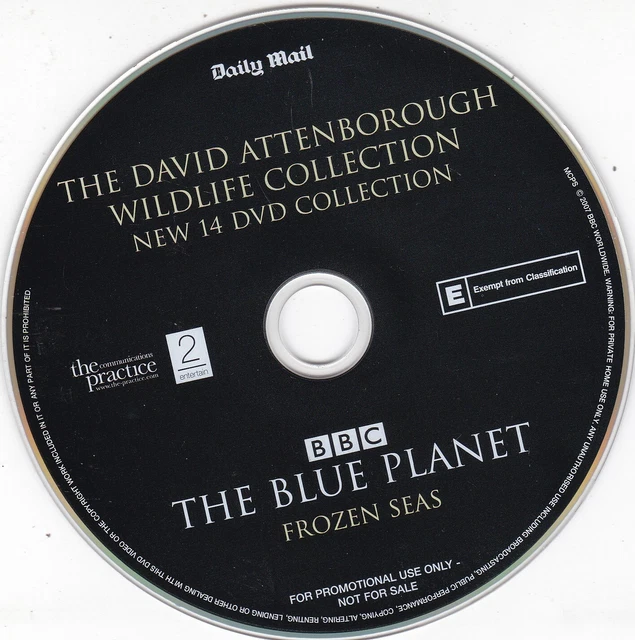 Daily Mail
THE DAVID ATTENBOROUGH
WILDLIFE COLLECTION
NEW 14 DVD COLLECTION
E Exempt from Classification
the communications
practice
www.the-practice.com
2
entertain
BBC
THE BLUE PLANET
FROZEN SEAS
FOR PROMOTIONAL USE ONLY -
NOT FOR SALE
MCPS © 2007 BBC WORLDWIDE. WARNING: FOR PRIVATE HOME USE ONLY. ANY UNAUTHORISED USE INCLUDING BROADCASTING, PUBLIC PERFORMANCE, COPYING, ALTERING, RENTING, LENDING OR OTHER DEALING WITH THIS DVD VIDEO OR THE COPYRIGHT WORK INCLUDED IN IT OR ANY PART OF IT IS PROHIBITED.